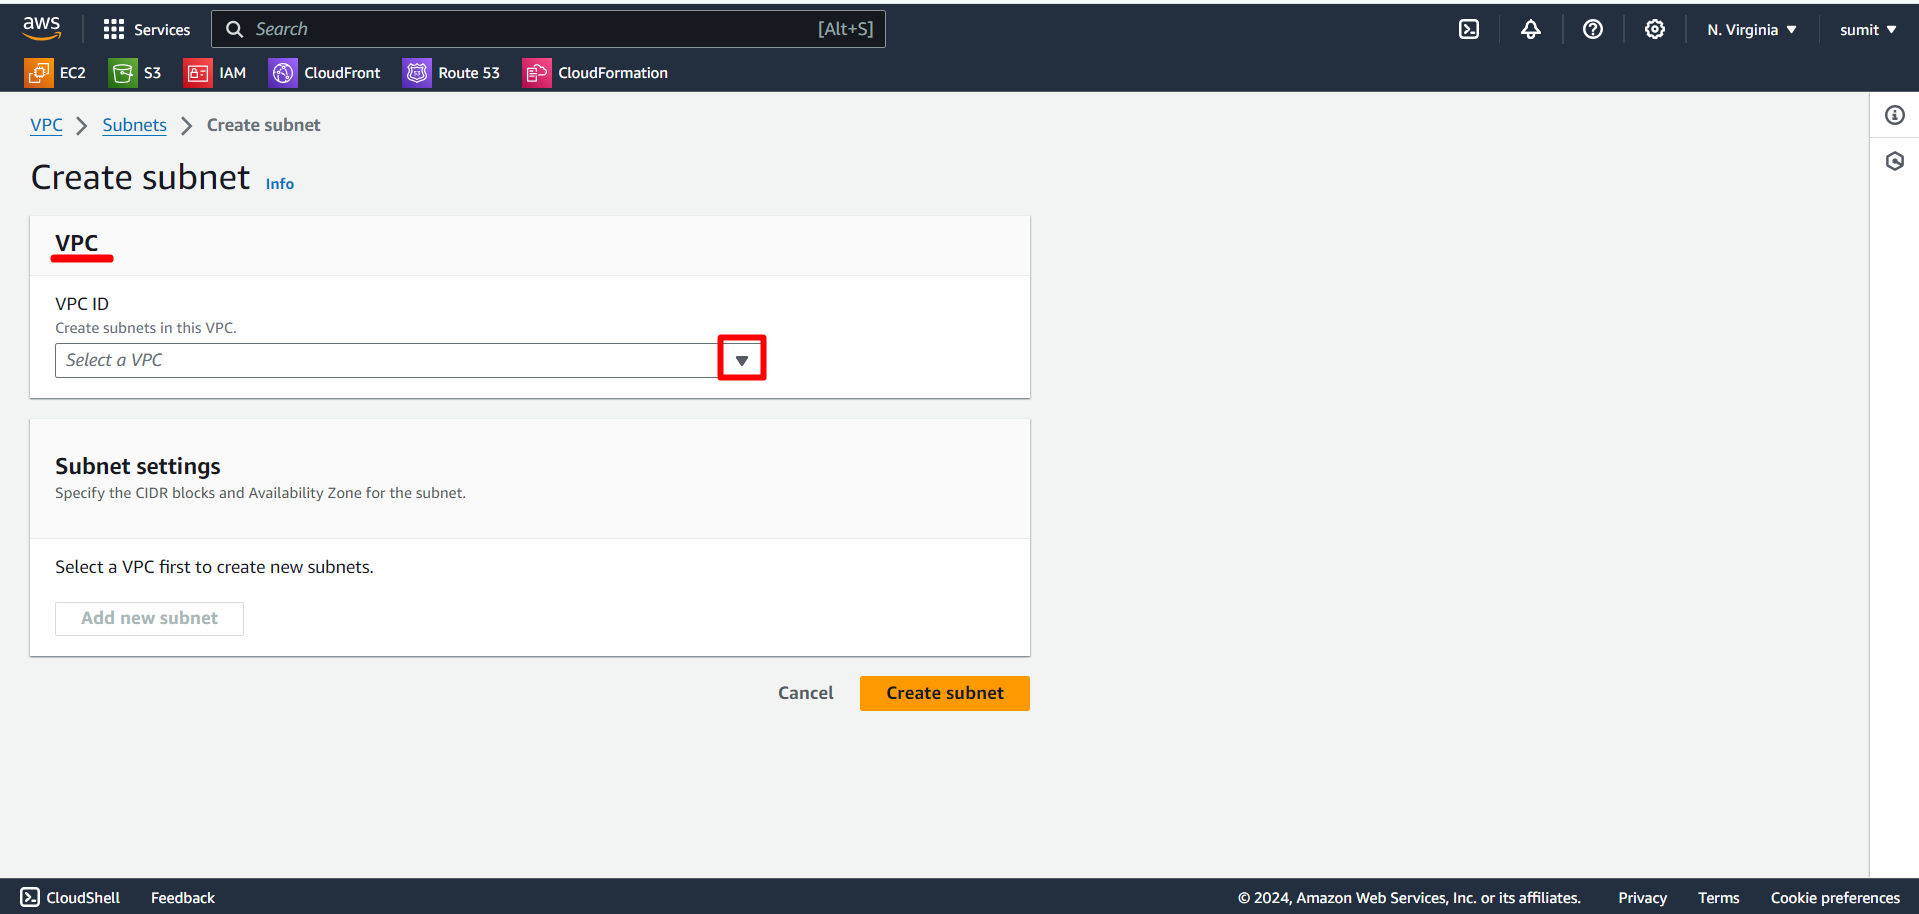 aws Services Search [Alt+S] N. Virginia sumit
EC2 S3 IAM CloudFront Route 53 CloudFormation
VPC Subnets Create subnet
Create subnet Info
VPC
VPC ID
Create subnets in this VPC.
Select a VPC
Subnet settings
Specify the CIDR blocks and Availability Zone for the subnet.
Select a VPC first to create new subnets.
Add new subnet
Cancel Create subnet
CloudShell Feedback © 2024, Amazon Web Services, Inc. or its affiliates. Privacy Terms Cookie preferences